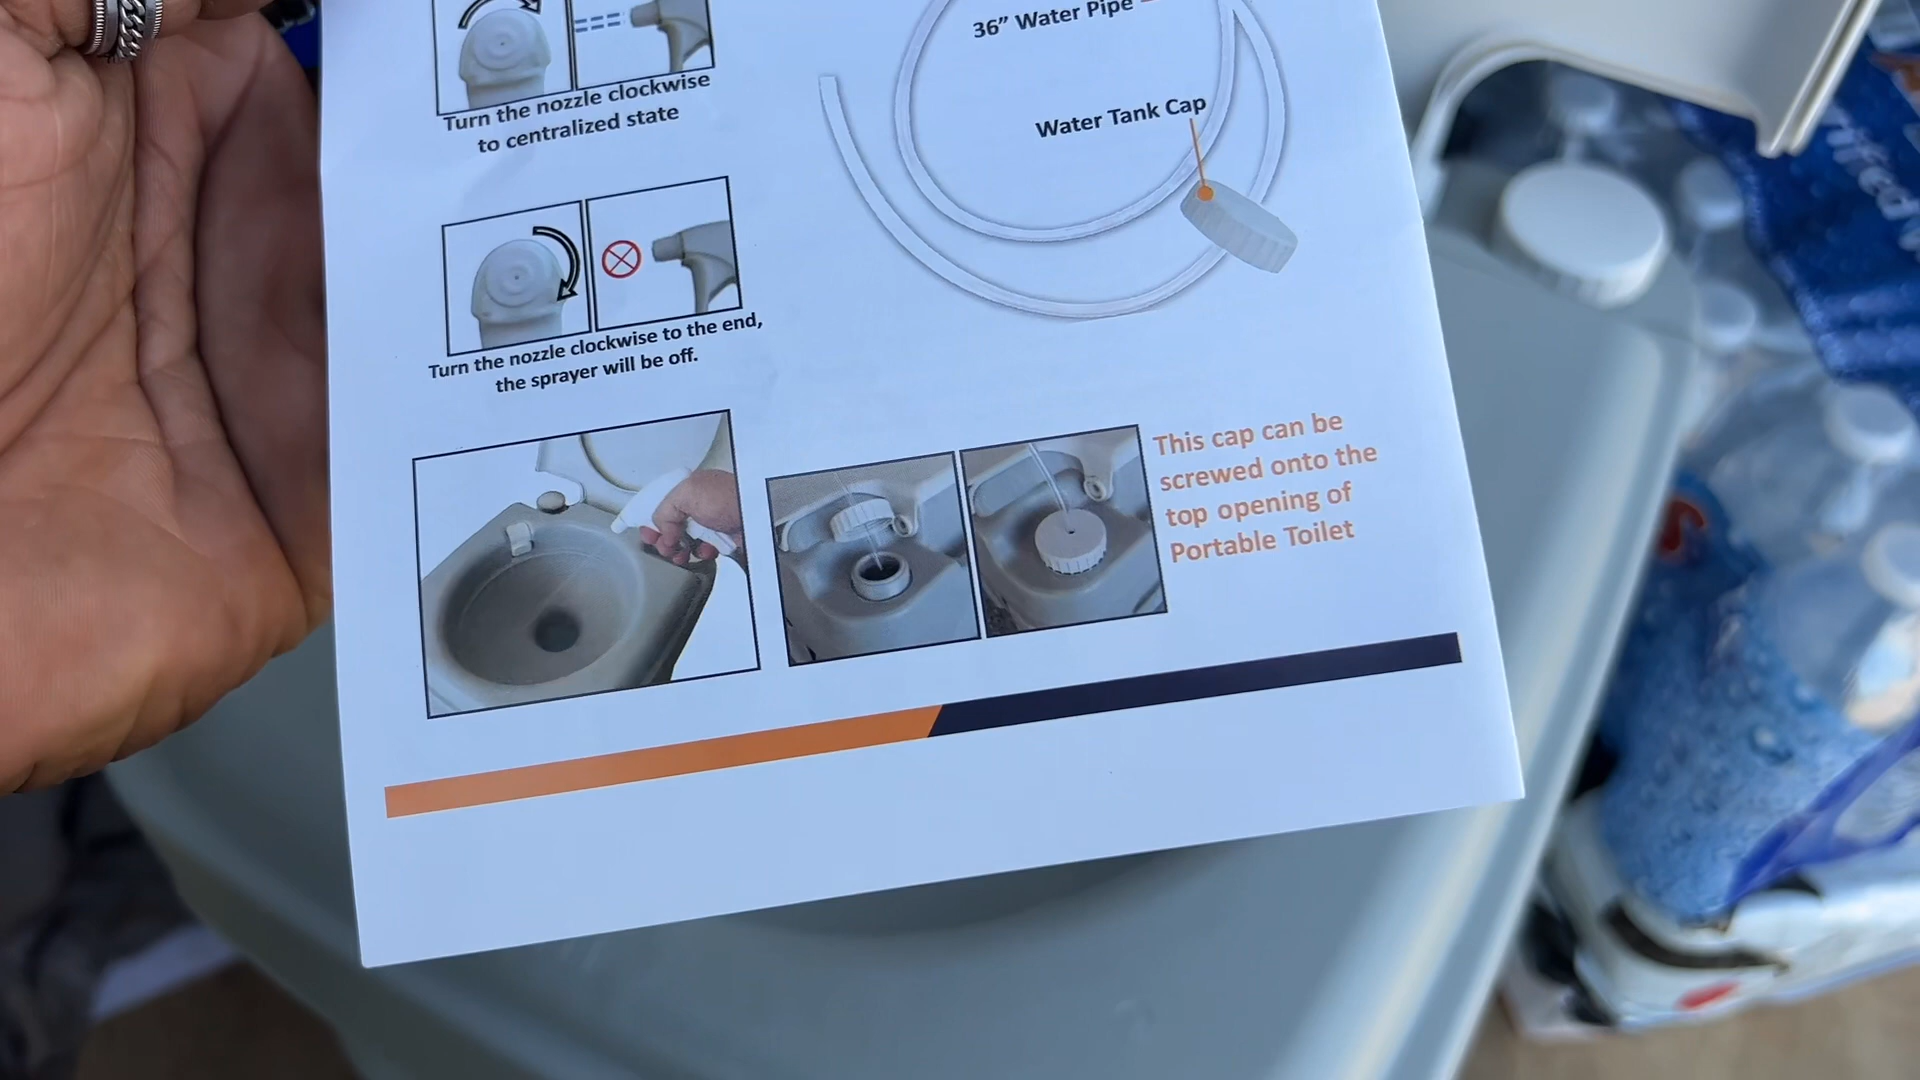 Turn the nozzle clockwise
to centralized state
36” Water Pipe
Water Tank Cap
Turn the nozzle clockwise to the end,
the sprayer will be off.
This cap can be
screwed onto the
top opening of
Portable Toilet